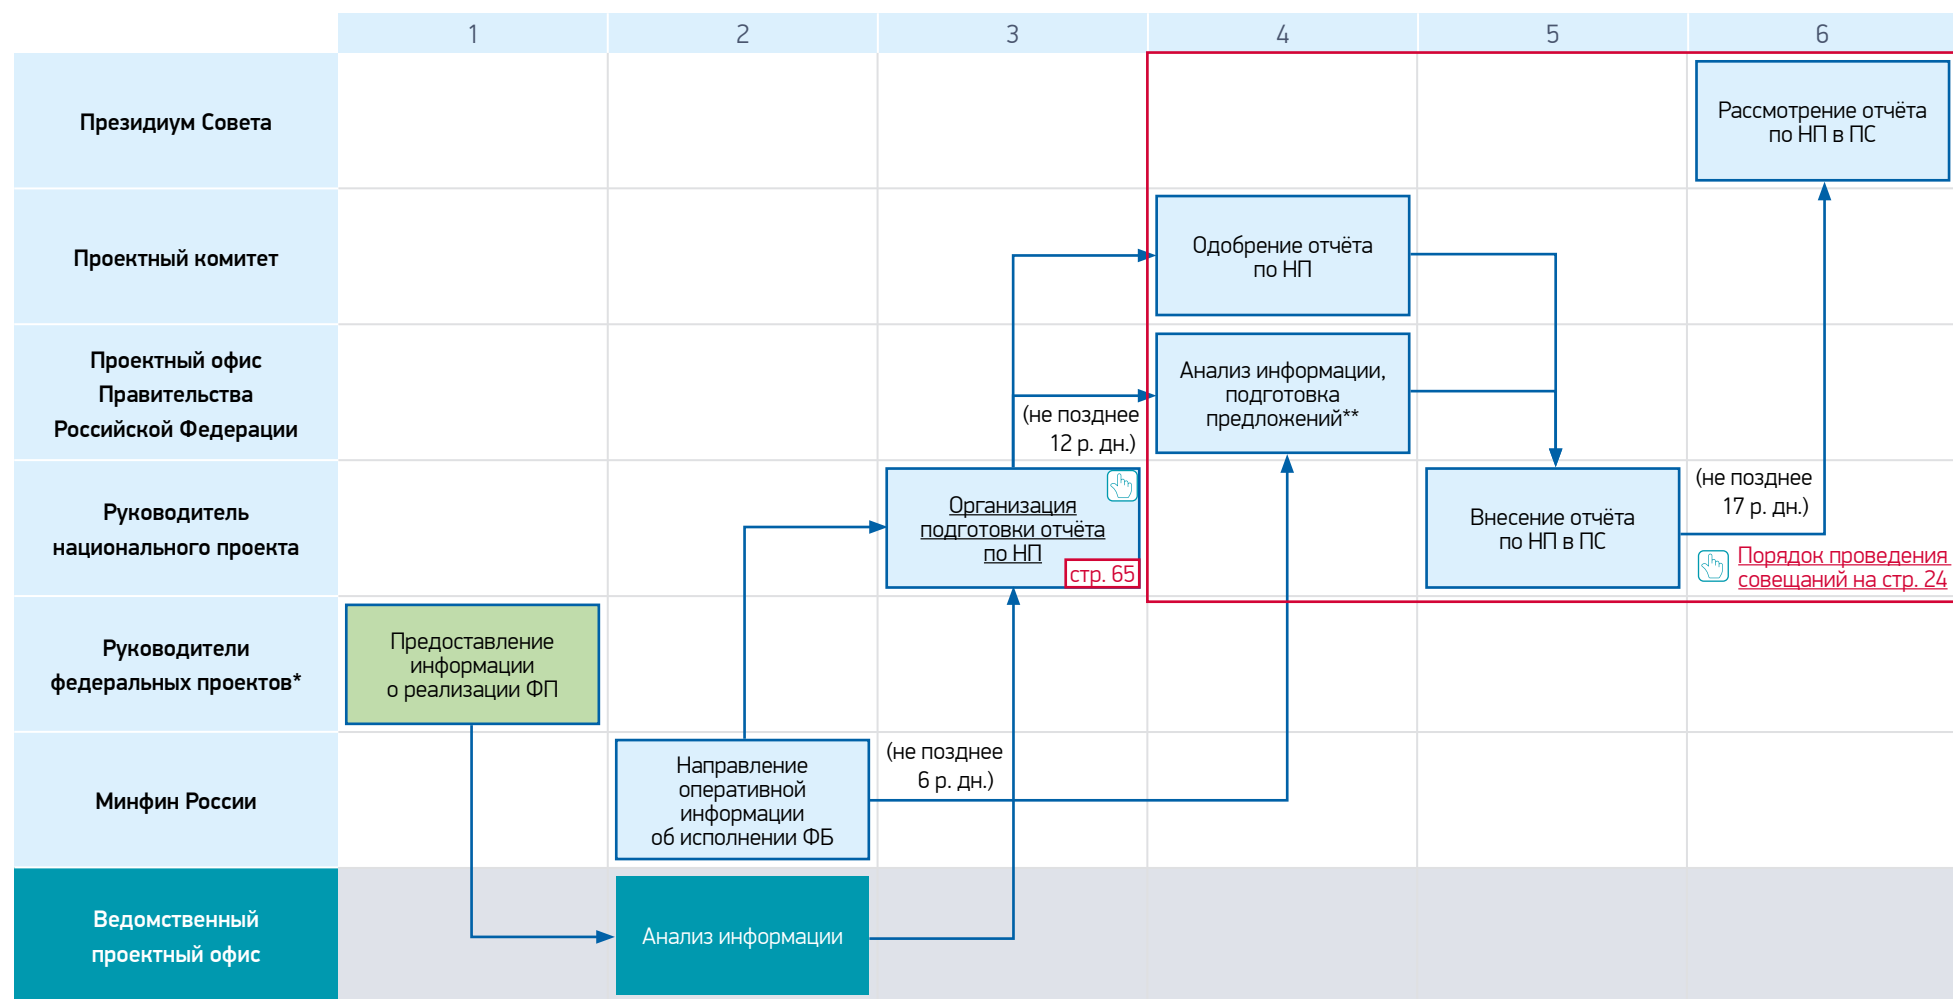 1
2
3
4
5
6
Президиум Совета
Рассмотрение отчёта
по НП в ПС
Проектный комитет
Одобрение отчёта
по НП
Проектный офис
Правительства
Российской Федерации
(не позднее
12 р. дн.)
Анализ информации,
подготовка
предложений**
Руководитель
национального проекта
Организация
подготовки отчёта
по НП
стр. 65
Внесение отчёта
по НП в ПС
(не позднее
17 р. дн.)
Порядок проведения
совещаний на стр. 24
Руководители
федеральных проектов*
Предоставление
информации
о реализации ФП
Минфин России
Направление
оперативной
информации
об исполнении ФБ
(не позднее
6 р. дн.)
Ведомственный
проектный офис
Анализ информации